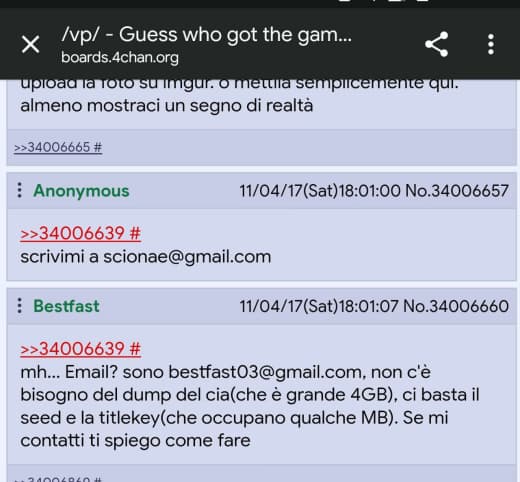 /vp/ - Guess who got the gam...
boards.4chan.org
upload la foto su imgur. o mettila semplicemente qui.
almeno mostraci un segno di realtà
>>34006665 #
Anonymous 11/04/17(Sat)18:01:00 No.34006657
>>34006639 #
scrivimi a scionae@gmail.com
Bestfast 11/04/17(Sat)18:01:07 No.34006660
>>34006639 #
mh... Email? sono bestfast03@gmail.com, non c'è
bisogno del dump del cia(che è grande 4GB), ci basta il
seed e la titlekey(che occupano qualche MB). Se mi
contatti ti spiego come fare
>>34006869 #